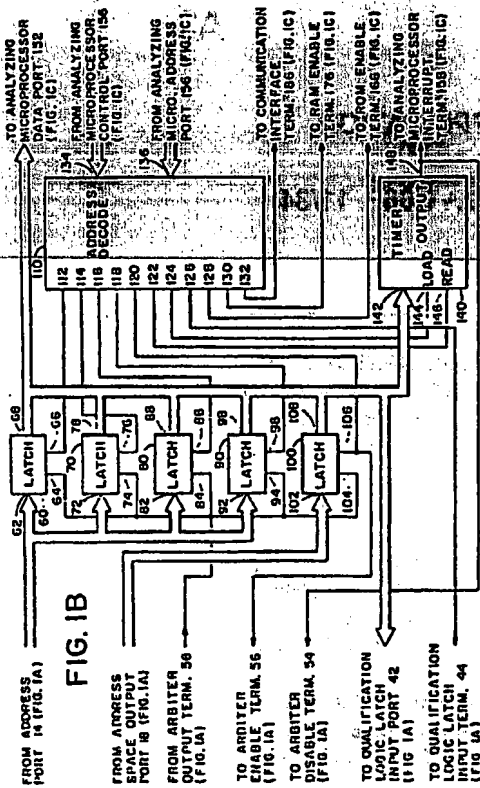 TO ANALYZING
MICROPROCESSOR
DATA PORT 152
(FIG. 1C)
134
FROM ANALYZING
MICROPROCESSOR
CONTROL PORT 156
(FIG. 1C)
136
FROM ANALYZING
MICRO. ADDRESS
PORT 156 (FIG. 1C)
TO COMMUNICATION
INTERFACE
TERM. 186 (FIG. 1C)
TO RAM ENABLE
TERM. 176 (FIG. 1C)
TO ROM ENABLE
TERM. 166 (FIG. 1C)
148
TO ANALYZING
MICROPROCESSOR
INTERRUPT
TERM. 158 (FIG. 1C)
110
ADDRESS
DECODE
112
114
116
118
120
122
124
126
128
130
132
TIMER
LOAD OUTPUT
READ
142
144
146
140
62
LATCH
68
60
64
66
70
LATCH
78
72
74
76
80
LATCH
88
82
84
86
90
LATCH
98
92
94
100
LATCH
108
102
104
106
FROM ADDRESS
PORT 14 (FIG. 1A)
FIG. 1B
FROM ADDRESS
SPACE OUTPUT
PORT 18 (FIG. 1A)
FROM ARBITER
OUTPUT TERM. 58
(FIG. 1A)
TO ARBITER
ENABLE TERM. 56
(FIG. 1A)
TO ARBITER
DISABLE TERM. 54
(FIG. 1A)
TO QUALIFICATION
LOGIC LATCH
INPUT PORT 42
(FIG. 1A)
TO QUALIFICATION
LOGIC LATCH
INPUT TERM. 44
(FIG. 1A)